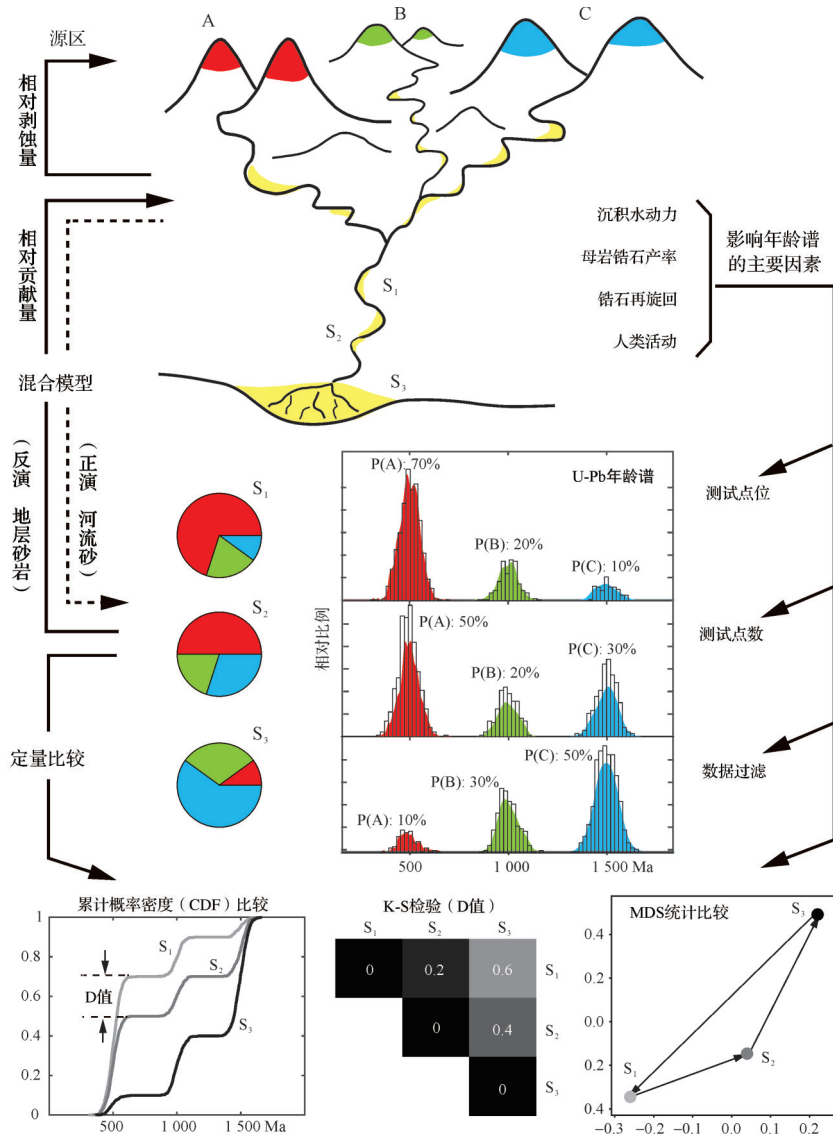 A
B
C
源区
相对剥蚀量
相对贡献量
混合模型
（反演 地层砂岩）
（正演 河流砂）
定量比较
S1
S2
S3
沉积水动力
母岩锆石产率
锆石再旋回
人类活动
影响年龄谱
的主要因素
测试点位
测试点数
数据过滤
S1
S2
S3
U-Pb年龄谱
相对比例
P(A): 70%
P(B): 20%
P(C): 10%
P(A): 50%
P(B): 20%
P(C): 30%
P(A): 10%
P(B): 30%
P(C): 50%
500
1 000
1 500 Ma
累计概率密度（CDF）比较
1
0.8
0.6
0.4
0.2
0
S1
S2
S3
D值
500
1 000
1 500 Ma
K-S检验（D值）
S1 S2 S3
0 0.2 0.6 S1
0 0.4 S2
0 S3
MDS统计比较
0.4
0.2
0.0
0.2
0.4
S3
S1
S2
−0.3 −0.2 −0.1 0.0 0.1 0.2